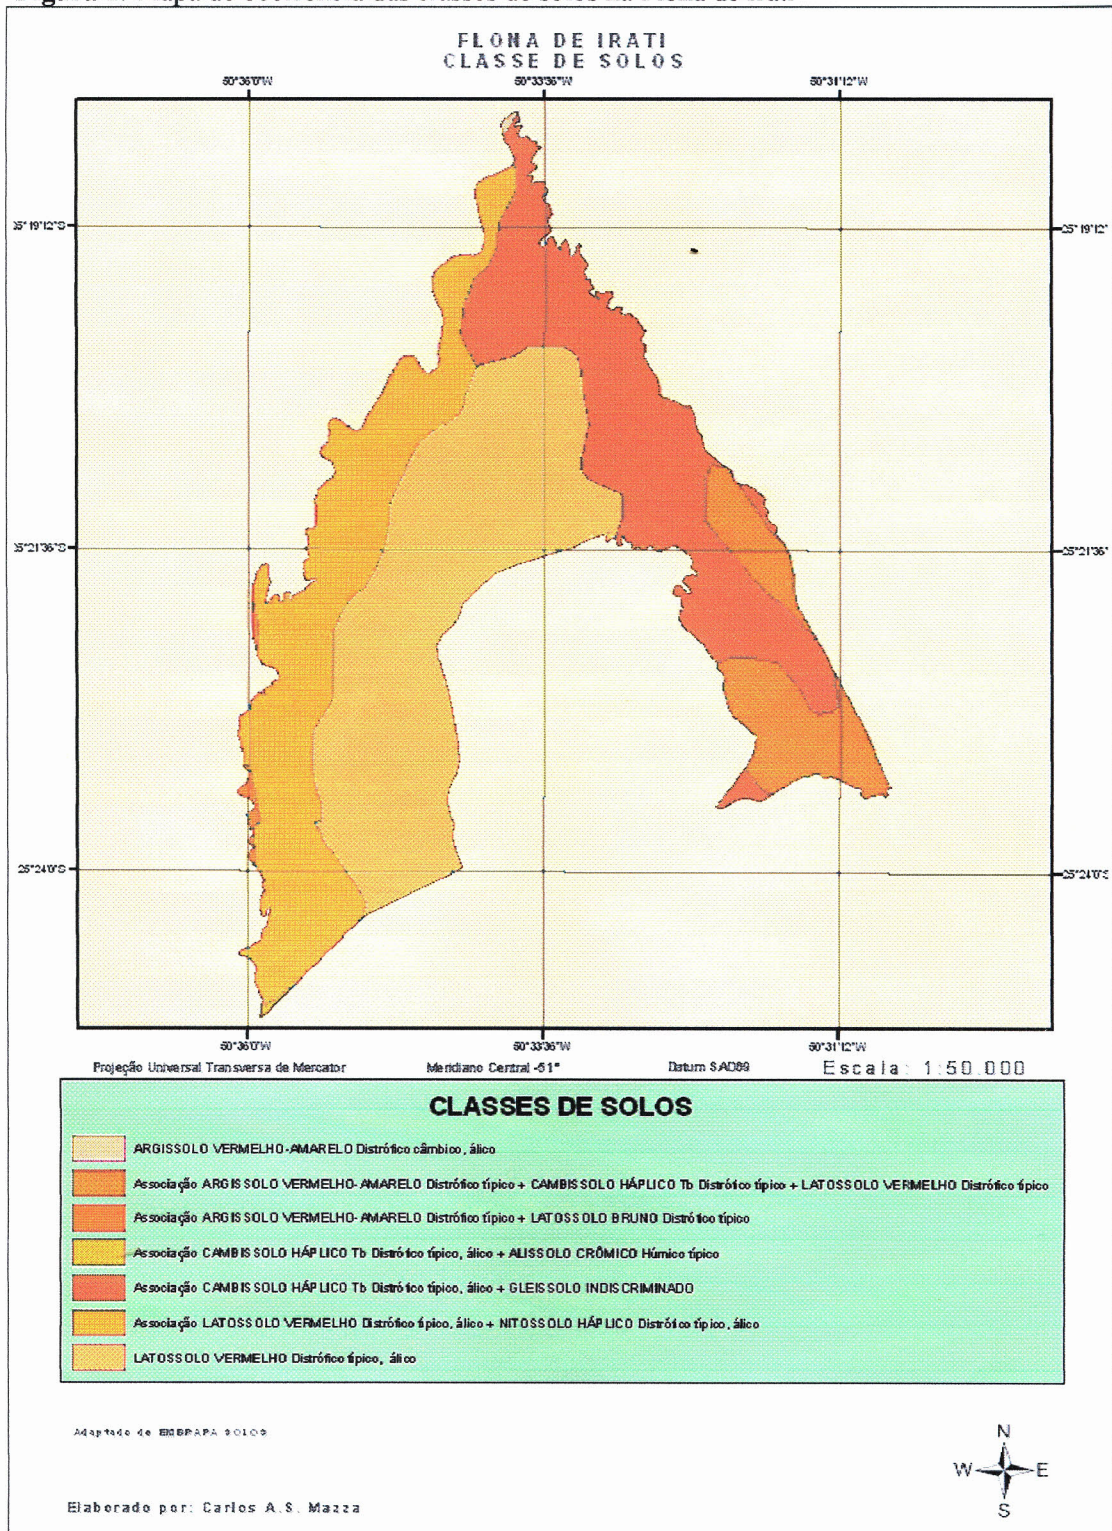 FLONA DE IRATI
CLASSE DE SOLOS
50°36'0"W 50°33'36"W 50°31'12"W
25°19'12"S 25°19'12"
25°21'36"S 25°21'36"
25°24'0"S 25°24'0"S
50°36'0"W 50°33'36"W 50°31'12"W
Projeção Universal Transversa de Mercator Meridiano Central -51° Datum SAD69 Escala: 1:50.000
CLASSES DE SOLOS
ARGISSOLO VERMELHO-AMARELO Distrófico câmbico, álico
Associação ARGISSOLO VERMELHO-AMARELO Distrófico típico + CAMBISSOLO HÁPLICO Tb Distrófico típico + LATOSSOLO VERMELHO Distrófico típico
Associação ARGISSOLO VERMELHO-AMARELO Distrófico típico + LATOSSOLO BRUNO Distrófico típico
Associação CAMBISSOLO HÁPLICO Tb Distrófico típico, álico + ALISSOLO CRÔMICO Húmico típico
Associação CAMBISSOLO HÁPLICO Tb Distrófico típico, álico + GLEISSOLO INDISCRIMINADO
Associação LATOSSOLO VERMELHO Distrófico típico, álico + NITOSSOLO HÁPLICO Distrófico típico, álico
LATOSSOLO VERMELHO Distrófico típico, álico
Adaptado de EMBRAPA SOLOS
N
W E
S
Elaborado por: Carlos A.S. Mazza